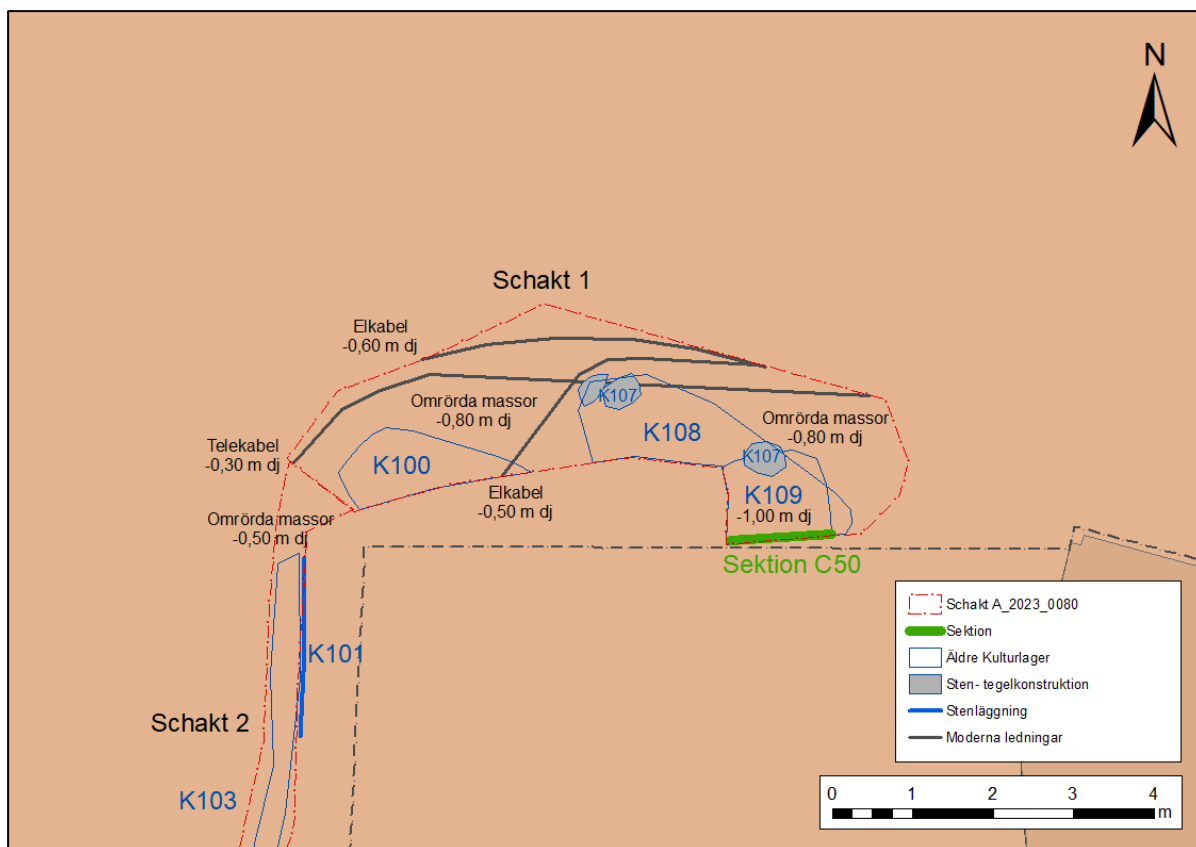 N
Schakt 1
Elkabel
-0,60 m dj
Omrörda massor
-0,80 m dj
K107
K108
Omrörda massor
-0,80 m dj
Telekabel
-0,30 m dj
K100
K107
Elkabel
-0,50 m dj
K109
-1,00 m dj
Omrörda massor
-0,50 m dj
Sektion C50
K101
Schakt 2
K103
Schakt A_2023_0080
Sektion
Äldre Kulturlager
Sten- tegelkonstruktion
Stenläggning
Moderna ledningar
0 1 2 3 4
m